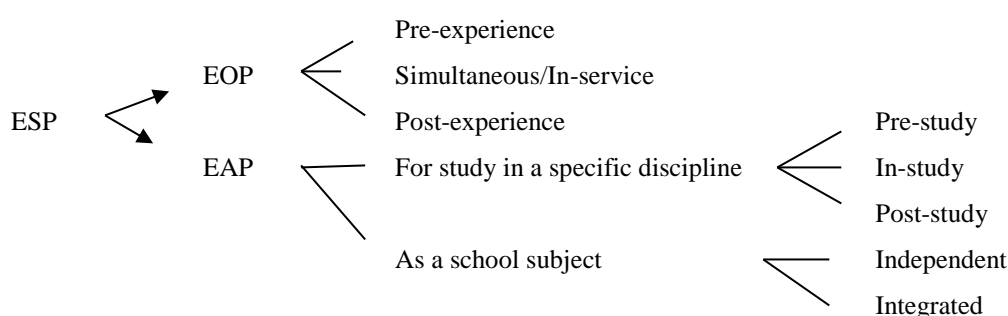 Pre-experience
EOP
Simultaneous/In-service
ESP
Post-experience
Pre-study
EAP
For study in a specific discipline
In-study
Post-study
As a school subject
Independent
Integrated